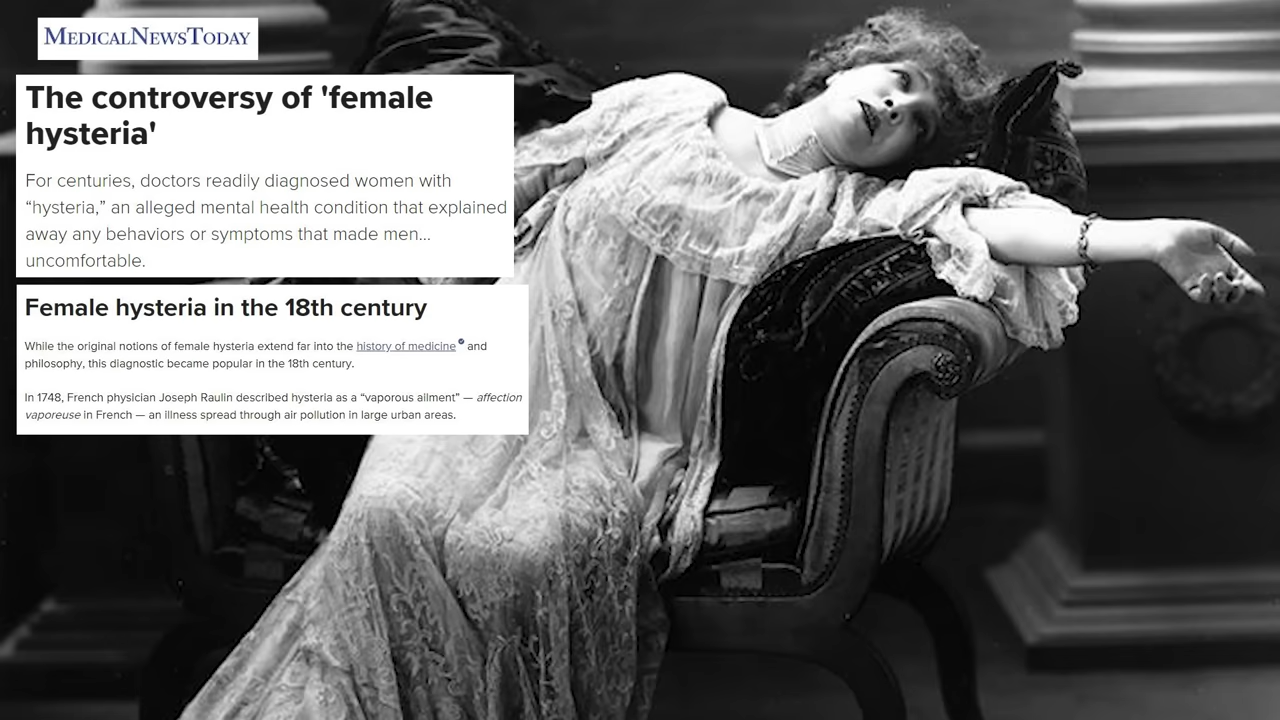 MEDICALNEWSTODAY
The controversy of 'female
hysteria'
For centuries, doctors readily diagnosed women with
“hysteria,” an alleged mental health condition that explained
away any behaviors or symptoms that made men...
uncomfortable.
Female hysteria in the 18th century
While the original notions of female hysteria extend far into the history of medicine and
philosophy, this diagnostic became popular in the 18th century.
In 1748, French physician Joseph Raulin described hysteria as a “vaporous ailment” — affection
vaporeuse in French — an illness spread through air pollution in large urban areas.